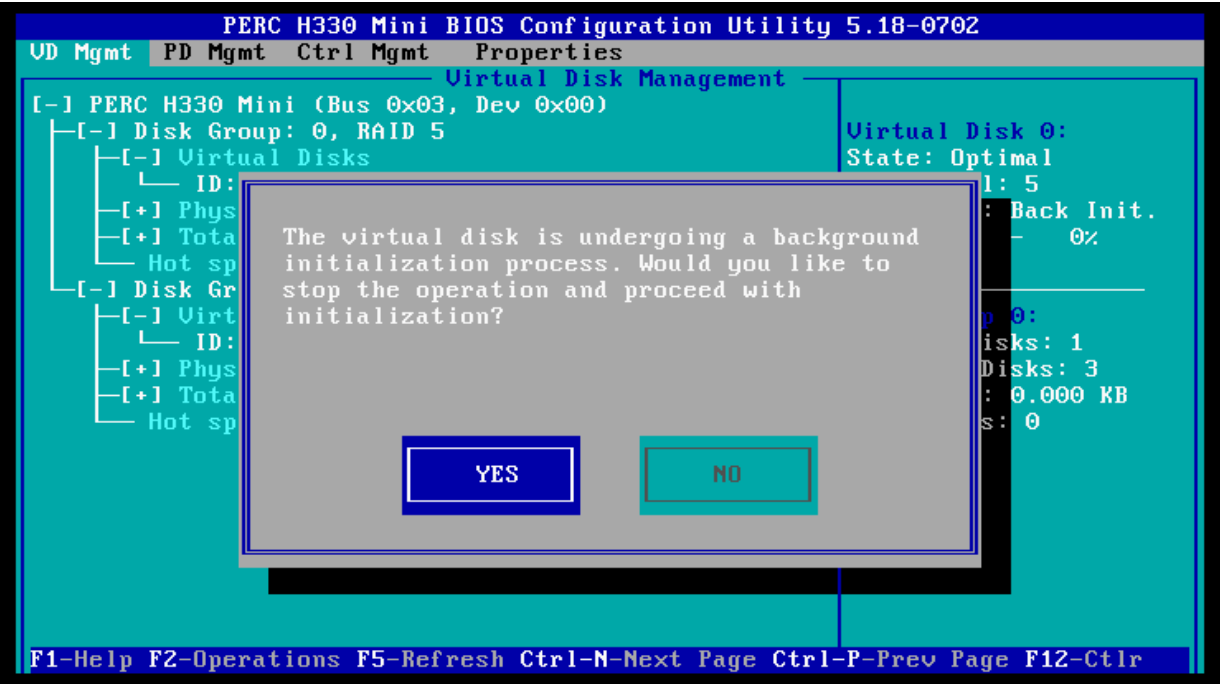 PERC H330 Mini BIOS Configuration Utility 5.18-0702
VD Mgmt PD Mgmt Ctrl Mgmt Properties
Virtual Disk Management
[-] PERC H330 Mini (Bus 0x03, Dev 0x00)
[-] Disk Group: 0, RAID 5
[-] Virtual Disks
ID:
[+] Phys
[+] Tota
Hot sp
[-] Disk Gr
[-] Virt
ID:
[+] Phys
[+] Tota
Hot sp
The virtual disk is undergoing a background
initialization process. Would you like to
stop the operation and proceed with
initialization?
YES NO
Virtual Disk 0:
State: Optimal
l: 5
: Back Init.
- 0%
p 0:
isks: 1
Disks: 3
: 0.000 KB
s: 0
F1-Help F2-Operations F5-Refresh Ctrl-N-Next Page Ctrl-P-Prev Page F12-Ctlr